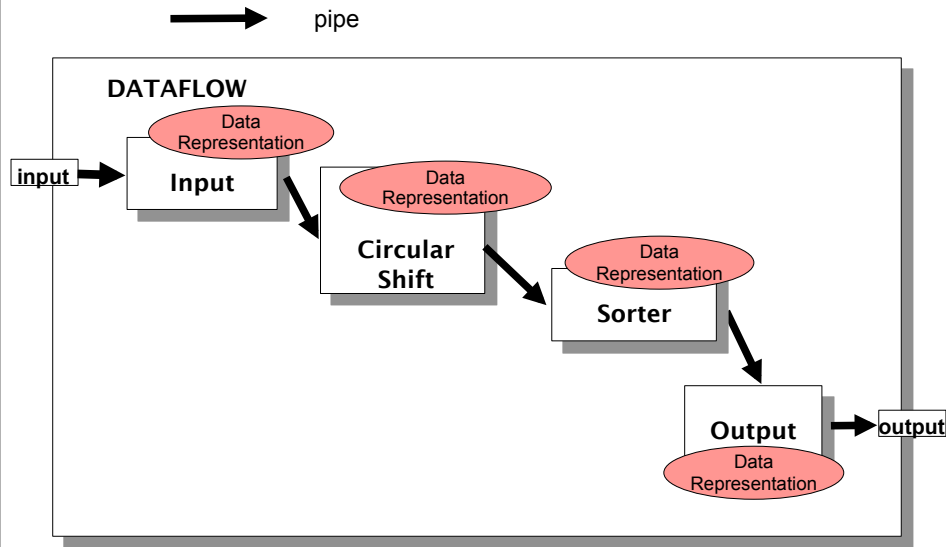 pipe
DATAFLOW
Data
Representation
input
Input
Data
Representation
Circular
Shift
Data
Representation
Sorter
Output
output
Data
Representation